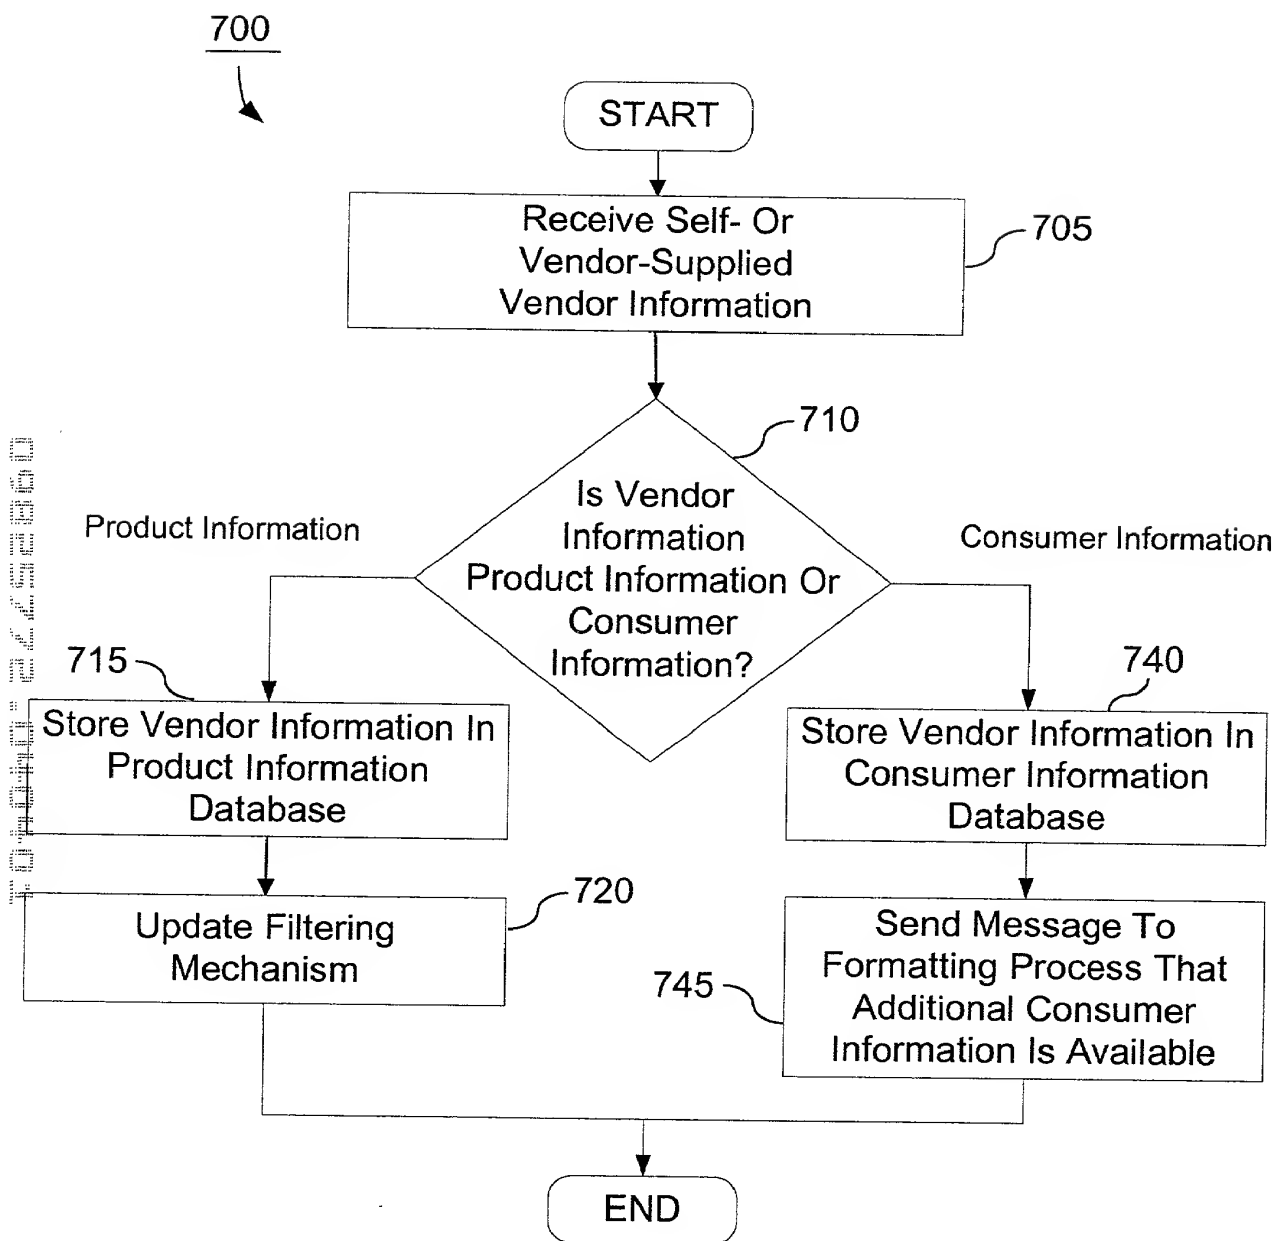 700
START
Receive Self- Or
Vendor-Supplied
Vendor Information
705
710
Is Vendor
Information
Product Information Or
Consumer
Information?
Product Information
Consumer Information
715
Store Vendor Information In
Product Information
Database
740
Store Vendor Information In
Consumer Information
Database
720
Update Filtering
Mechanism
745
Send Message To
Formatting Process That
Additional Consumer
Information Is Available
END